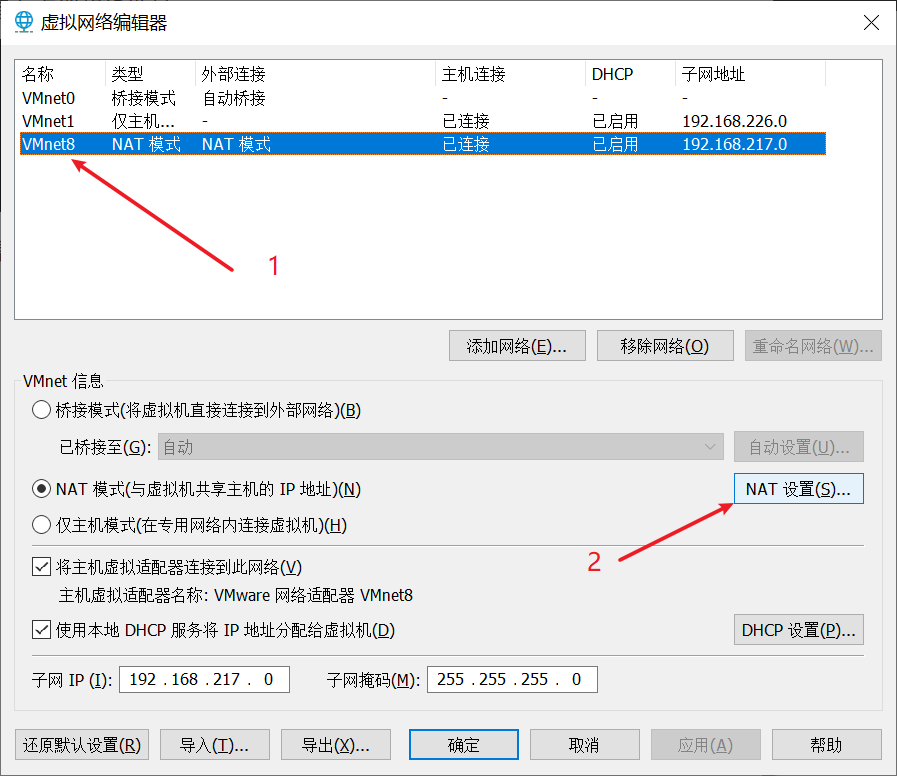 虚拟网络编辑器
名称 类型 外部连接 主机连接 DHCP 子网地址
VMnet0 桥接模式 自动桥接 - - -
VMnet1 仅主机... - 已连接 已启用 192.168.226.0
VMnet8 NAT 模式 NAT 模式 已连接 已启用 192.168.217.0
1
添加网络(E)... 移除网络(O) 重命名网络(W)...
VMnet 信息
桥接模式(将虚拟机直接连接到外部网络)(B)
已桥接至(G): 自动 自动设置(U)...
NAT 模式(与虚拟机共享主机的 IP 地址)(N) NAT 设置(S)...
仅主机模式(在专用网络内连接虚拟机)(H)
2
将主机虚拟适配器连接到此网络(V)
主机虚拟适配器名称: VMware 网络适配器 VMnet8
使用本地 DHCP 服务将 IP 地址分配给虚拟机(D) DHCP 设置(P)...
子网 IP (I): 192 . 168 . 217 . 0 子网掩码(M): 255 . 255 . 255 . 0
还原默认设置(R) 导入(T)... 导出(X)... 确定 取消 应用(A) 帮助